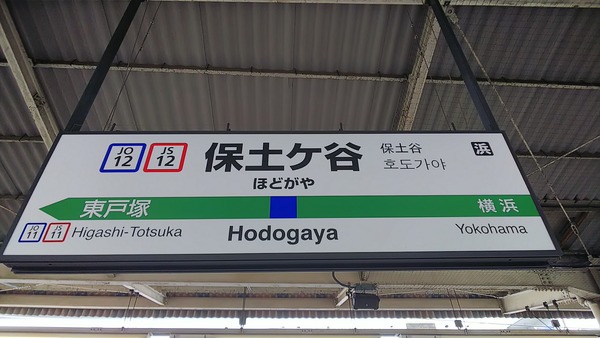 JO 12 JS 12 保土ケ谷 保土谷 浜
ほどがや 호도가야
東戸塚 横浜
JO 11 JS 11 Higashi-Totsuka Hodogaya Yokohama